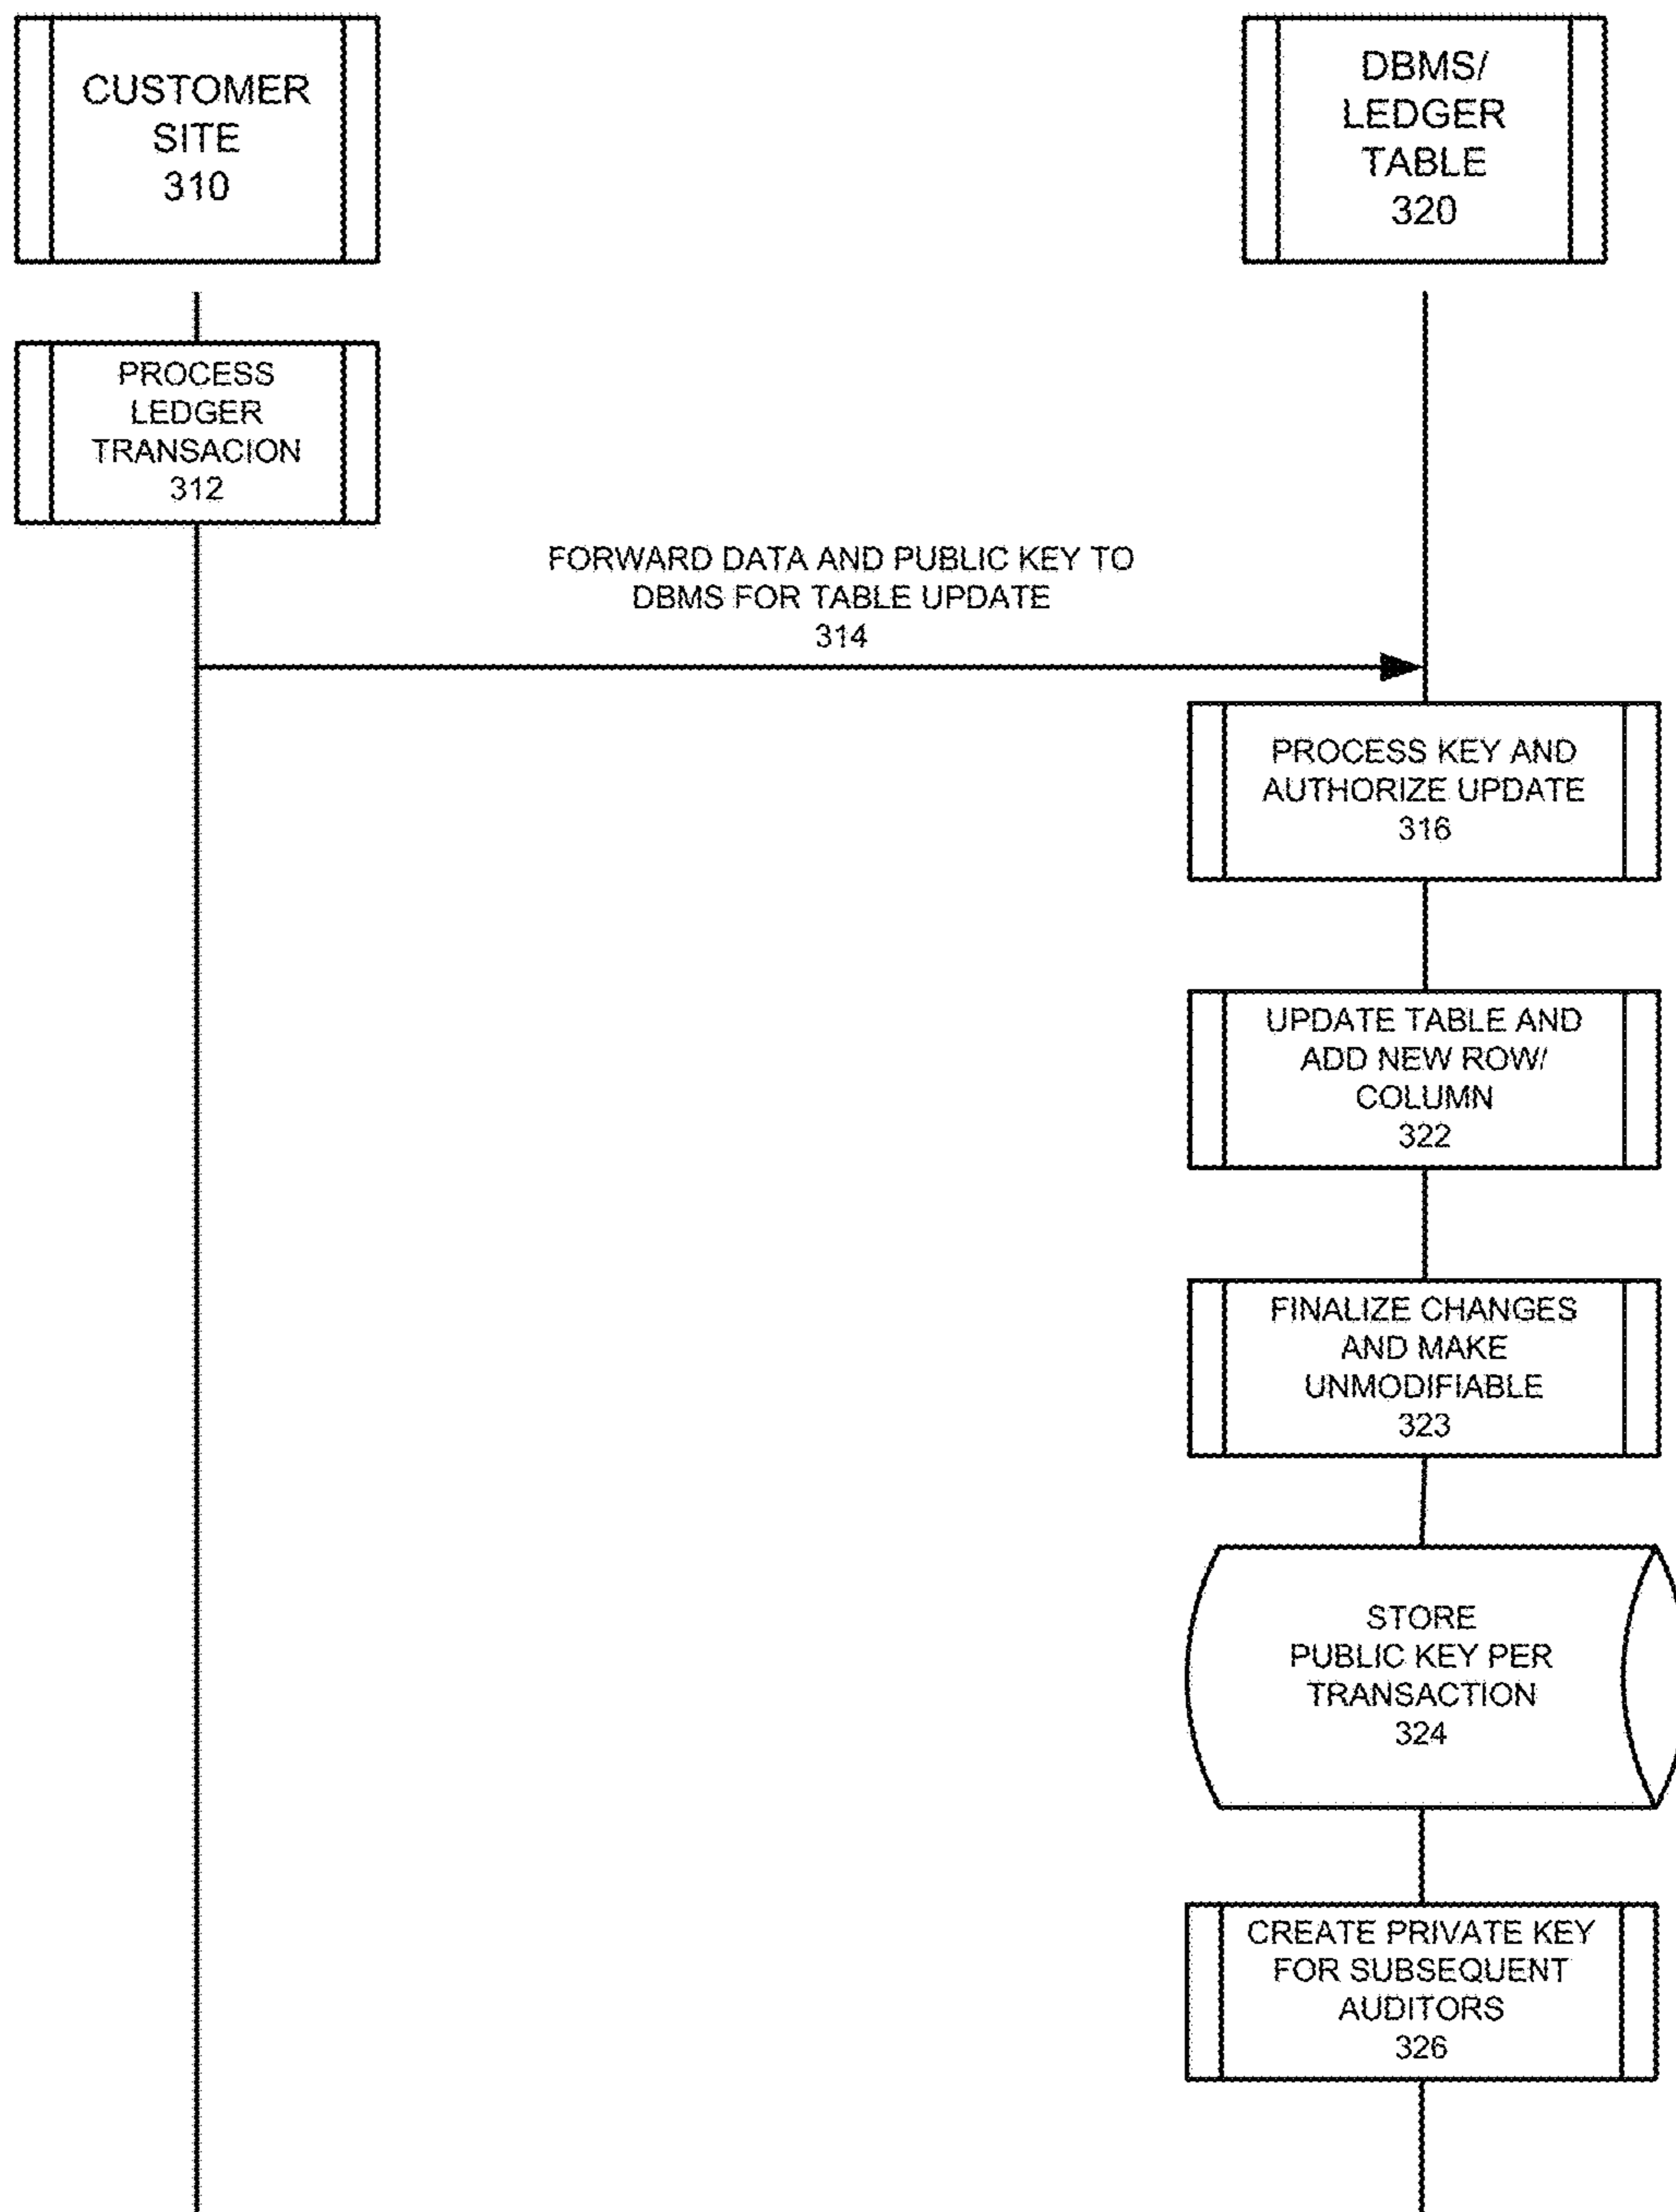 CUSTOMER
SITE
310
DBMS/
LEDGER
TABLE
320
PROCESS
LEDGER
TRANSACION
312
FORWARD DATA AND PUBLIC KEY TO
DBMS FOR TABLE UPDATE
314
PROCESS KEY AND
AUTHORIZE UPDATE
316
UPDATE TABLE AND
ADD NEW ROW/
COLUMN
322
FINALIZE CHANGES
AND MAKE
UNMODIFIABLE
323
STORE
PUBLIC KEY PER
TRANSACTION
324
CREATE PRIVATE KEY
FOR SUBSEQUENT
AUDITORS
326